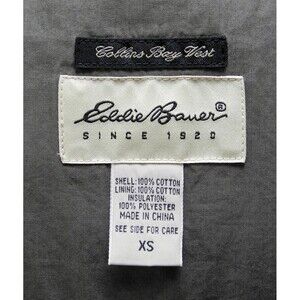 Collins Bay Vest
Eddie Bauer®
SINCE 1920
SHELL: 100% COTTON
LINING: 100% COTTON
INSULATION:
100% POLYESTER
MADE IN CHINA
SEE SIDE FOR CARE
XS